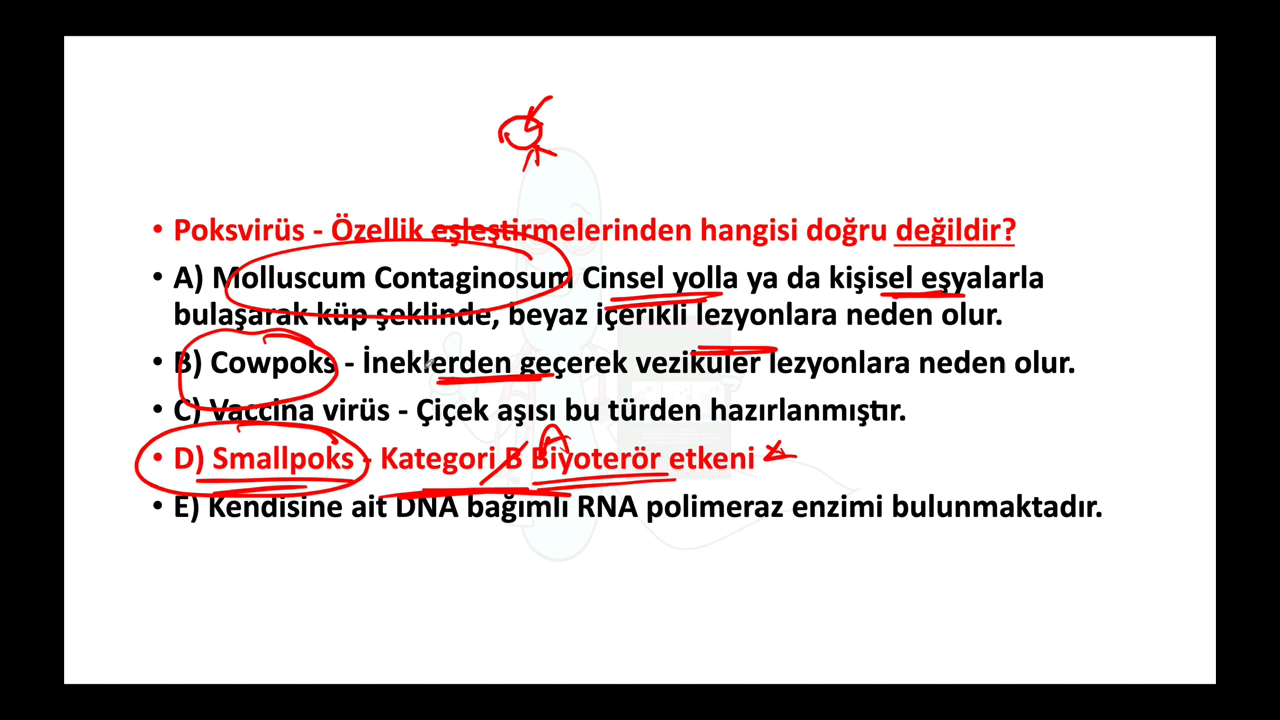 • Poksvirüs - Özellik eşleştirmelerinden hangisi doğru değildir?
• A) Molluscum Contaginosum Cinsel yolla ya da kişisel eşyalarla
bulaşarak küp şeklinde, beyaz içerikli lezyonlara neden olur.
• B) Cowpoks - İneklerden geçerek veziküler lezyonlara neden olur.
• C) Vaccina virüs - Çiçek aşısı bu türden hazırlanmıştır.
A
• D) Smallpoks - Kategori B Biyoterör etkeni
• E) Kendisine ait DNA bağımlı RNA polimeraz enzimi bulunmaktadır.